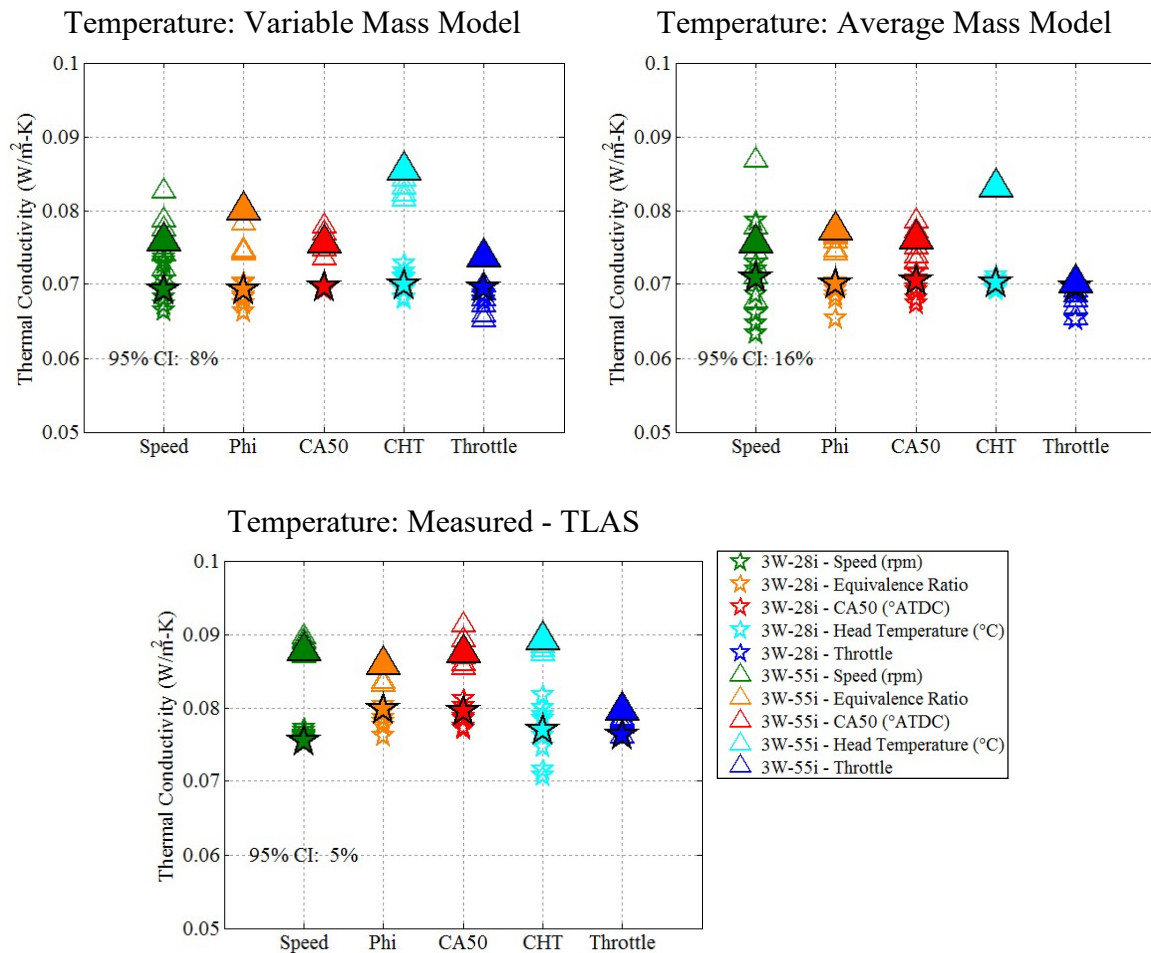 Temperature: Variable Mass Model
Thermal Conductivity (W/m²-K)
0.1
0.09
0.08
0.07
0.06
0.05
95% CI: 8%
Speed Phi CA50 CHT Throttle
Temperature: Average Mass Model
Thermal Conductivity (W/m²-K)
0.1
0.09
0.08
0.07
0.06
0.05
95% CI: 16%
Speed Phi CA50 CHT Throttle
Temperature: Measured - TLAS
Thermal Conductivity (W/m²-K)
0.1
0.09
0.08
0.07
0.06
0.05
95% CI: 5%
Speed Phi CA50 CHT Throttle
3W-28i - Speed (rpm)
3W-28i - Equivalence Ratio
3W-28i - CA50 (°ATDC)
3W-28i - Head Temperature (°C)
3W-28i - Throttle
3W-55i - Speed (rpm)
3W-55i - Equivalence Ratio
3W-55i - CA50 (°ATDC)
3W-55i - Head Temperature (°C)
3W-55i - Throttle